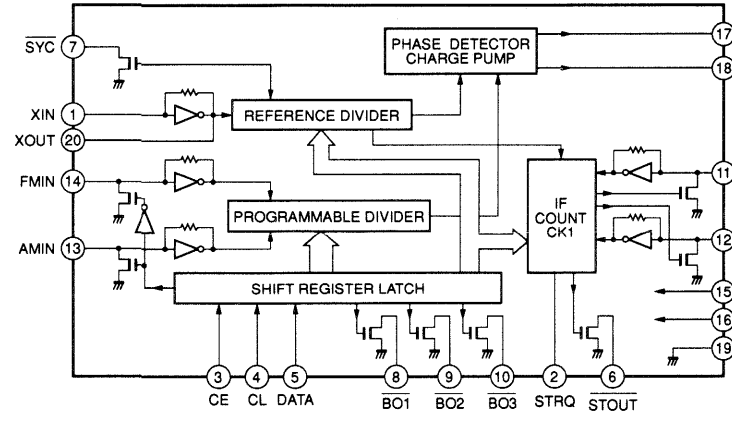 SYC
7
XIN
1
XOUT
20
FMIN
14
AMIN
13
PHASE DETECTOR
CHARGE PUMP
17
18
REFERENCE DIVIDER
PROGRAMMABLE DIVIDER
SHIFT REGISTER LATCH
IF
COUNT
CK1
11
12
15
16
19
3
4
5
8
9
10
2
6
CE
CL
DATA
BO1
BO2
BO3
STRQ
STOUT